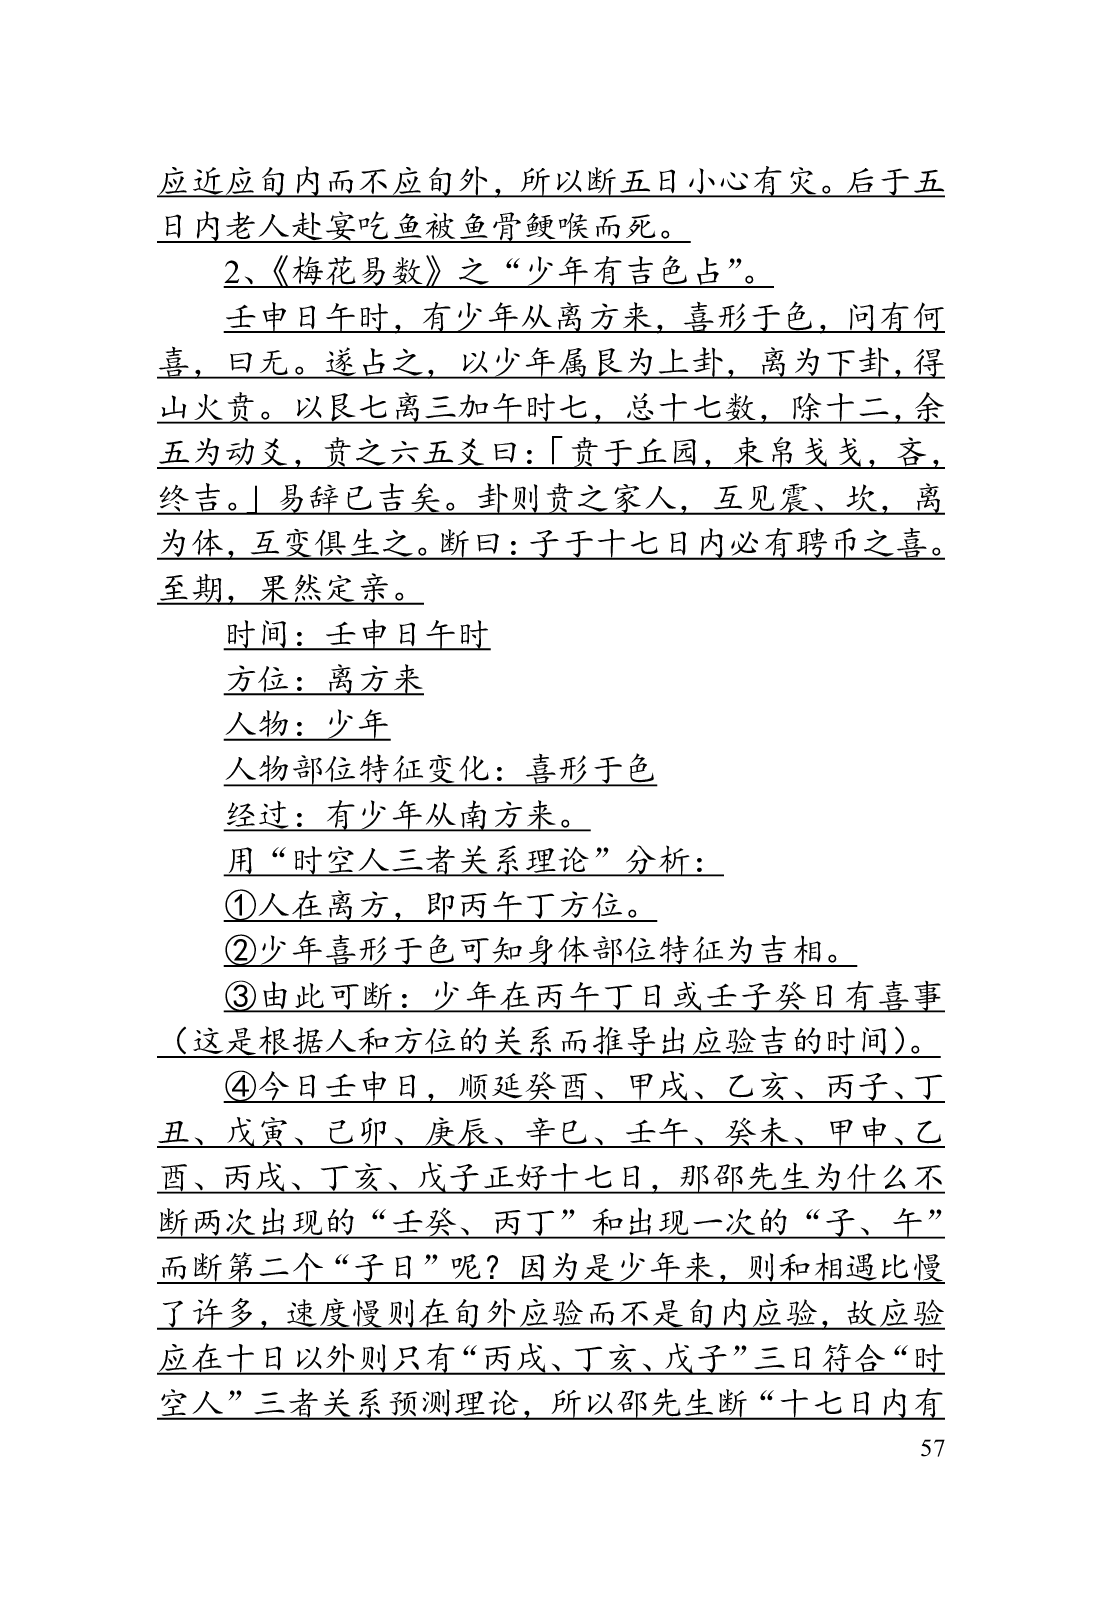 应近应旬内而不应旬外，所以断五日小心有灾。后于五
日内老人赴宴吃鱼被鱼骨鲠喉而死。
2、《梅花易数》之“少年有吉色占”。
壬申日午时，有少年从离方来，喜形于色，问有何
喜，曰无。遂占之，以少年属艮为上卦，离为下卦，得
山火贲。以艮七离三加午时七，总十七数，除十二，余
五为动爻，贲之六五爻曰：「贲于丘园，束帛戋戋，吝，
终吉。」易辞已吉矣。卦则贲之家人，互见震、坎，离
为体，互变俱生之。断曰：子于十七日内必有聘币之喜。
至期，果然定亲。
时间：壬申日午时
方位：离方来
人物：少年
人物部位特征变化：喜形于色
经过：有少年从南方来。
用“时空人三者关系理论”分析：
①人在离方，即丙午丁方位。
②少年喜形于色可知身体部位特征为吉相。
③由此可断：少年在丙午丁日或壬子癸日有喜事
（这是根据人和方位的关系而推导出应验吉的时间）。
④今日壬申日，顺延癸酉、甲戌、乙亥、丙子、丁
丑、戊寅、己卯、庚辰、辛巳、壬午、癸未、甲申、乙
酉、丙戌、丁亥、戊子正好十七日，那邵先生为什么不
断两次出现的“壬癸、丙丁”和出现一次的“子、午”
而断第二个“子日”呢？因为是少年来，则和相遇比慢
了许多，速度慢则在旬外应验而不是旬内应验，故应验
应在十日以外则只有“丙戌、丁亥、戊子”三日符合“时
空人”三者关系预测理论，所以邵先生断“十七日内有
57